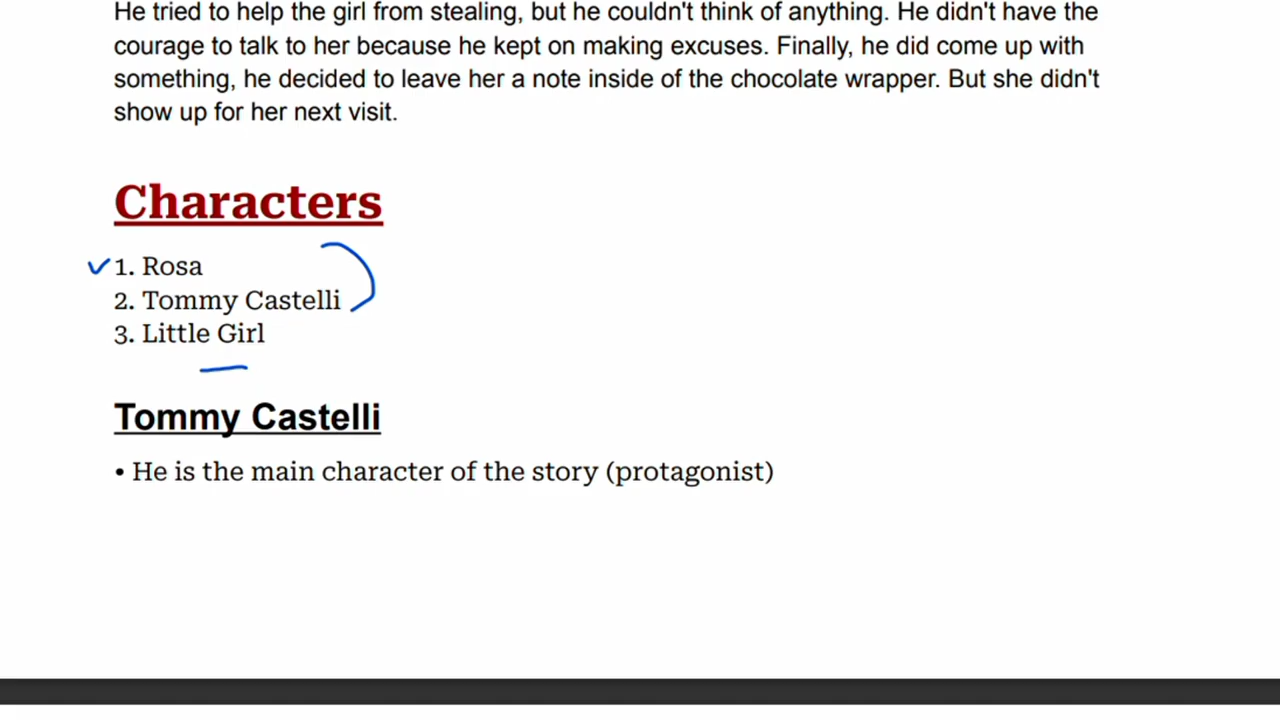 He tried to help the girl from stealing, but he couldn't think of anything. He didn't have the
courage to talk to her because he kept on making excuses. Finally, he did come up with
something, he decided to leave her a note inside of the chocolate wrapper. But she didn't
show up for her next visit.
Characters
1. Rosa
2. Tommy Castelli
3. Little Girl
Tommy Castelli
• He is the main character of the story (protagonist)